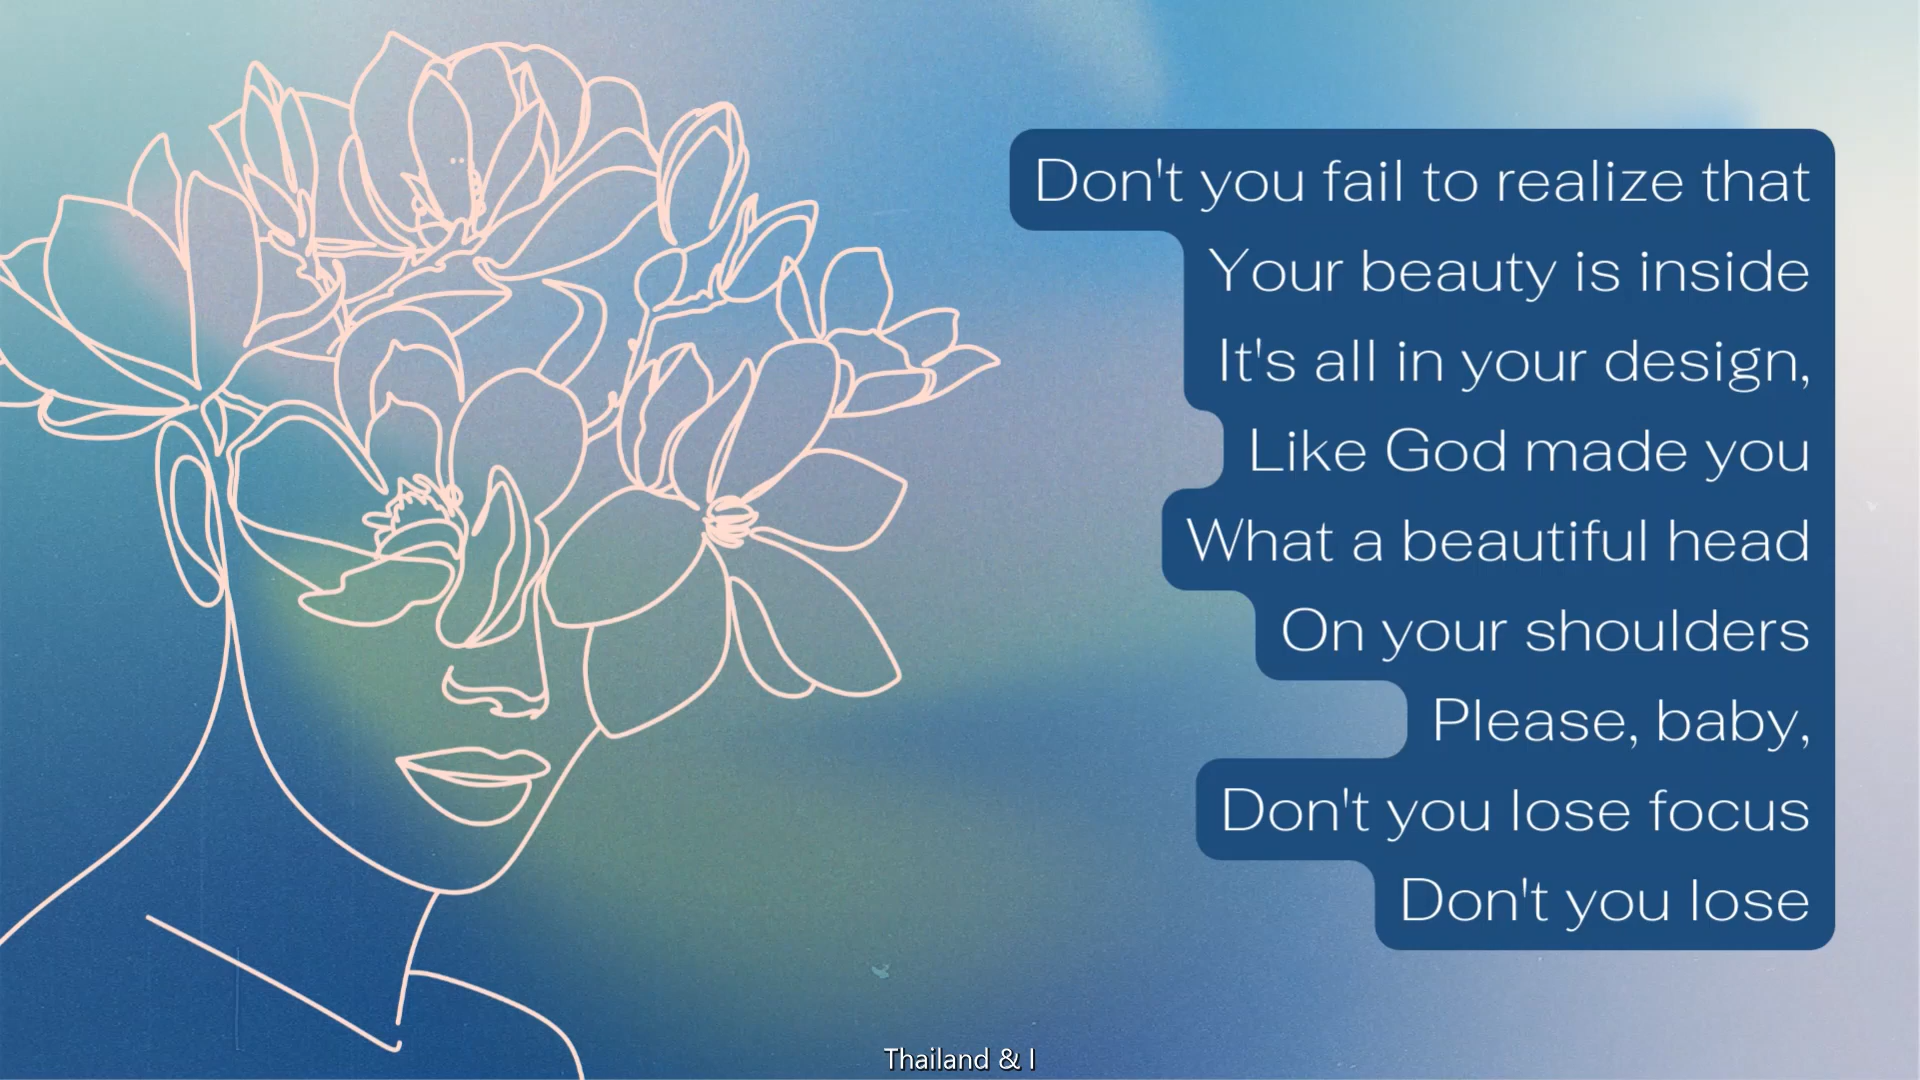 Don't you fail to realize that
Your beauty is inside
It's all in your design,
Like God made you
What a beautiful head
On your shoulders
Please, baby,
Don't you lose focus
Don't you lose
Thailand & I